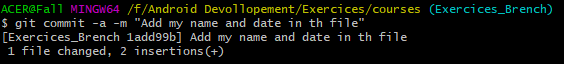 ACER@Fall MINGW64 /f/Android Devollopement/Exercices/courses (Exercices_Brench)
$ git commit -a -m "Add my name and date in th file"
[Exercices_Brench 1add99b] Add my name and date in th file
 1 file changed, 2 insertions(+)